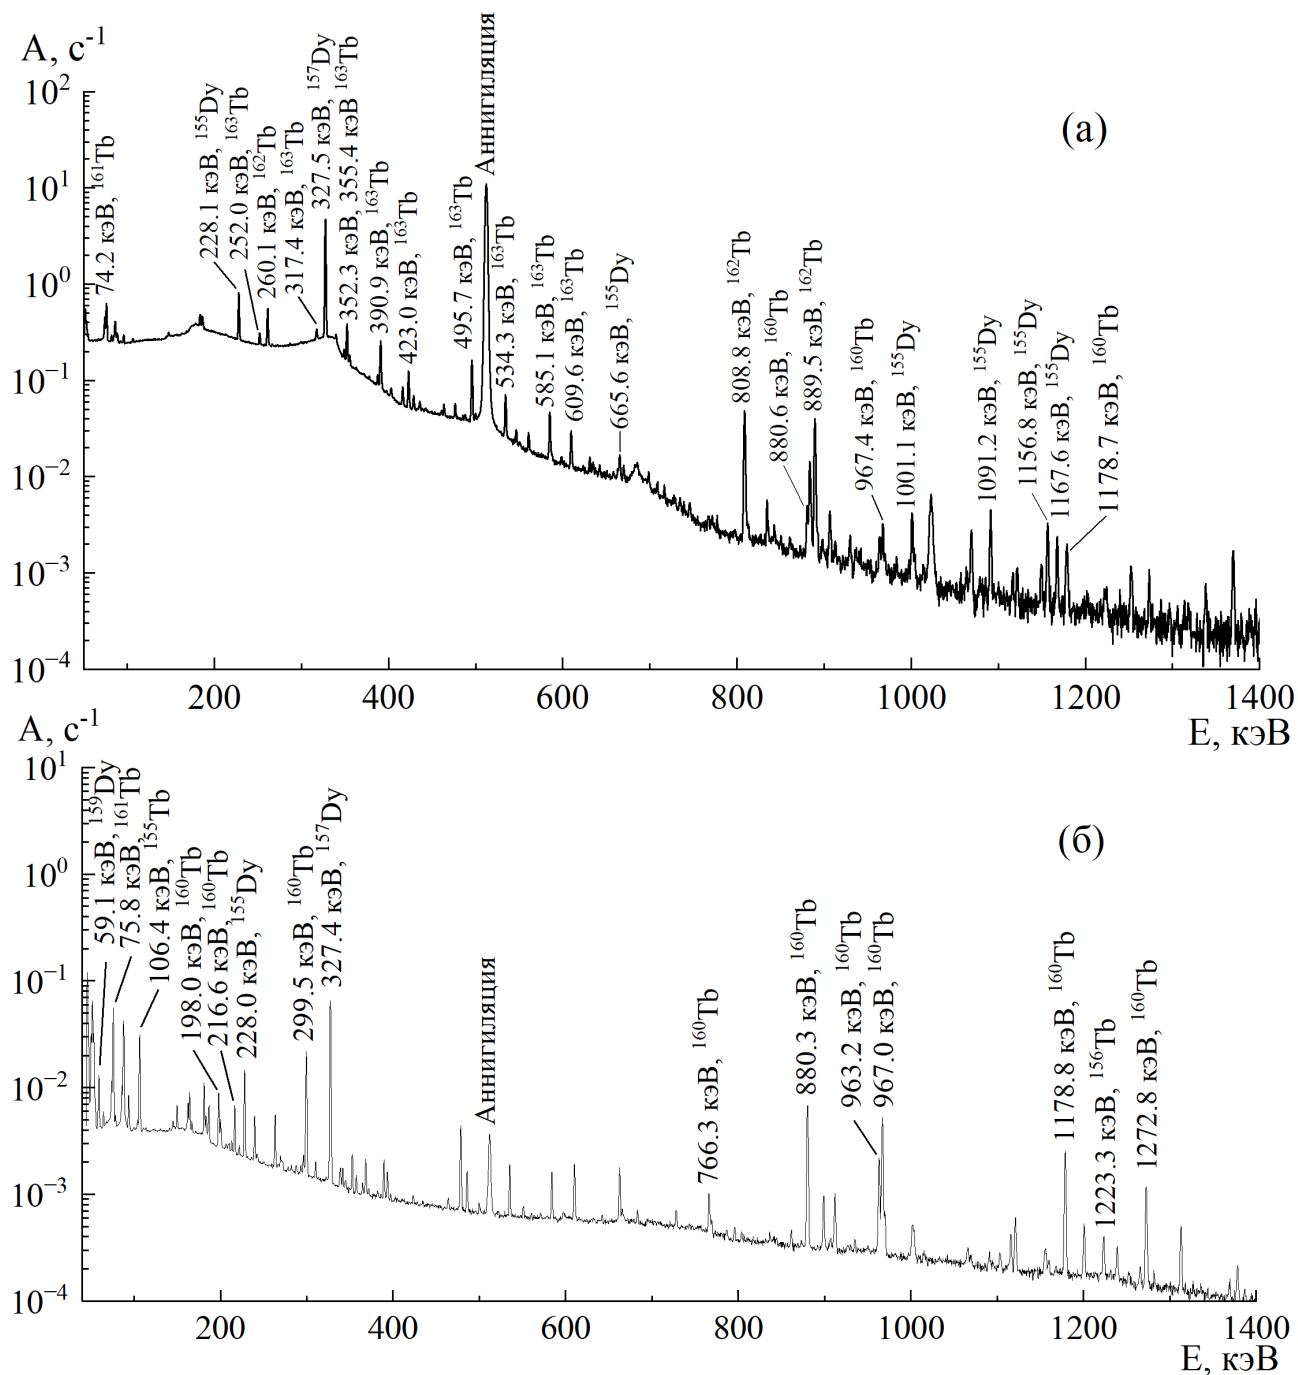 A, с⁻¹
(а)
10²
10¹
10⁰
10⁻¹
10⁻²
10⁻³
10⁻⁴
74.2 кэВ, ¹⁶¹Tb
228.1 кэВ, ¹⁵⁵Dy
252.0 кэВ, ¹⁶³Tb
260.1 кэВ, ¹⁶²Tb
317.4 кэВ, ¹⁶³Tb
327.5 кэВ, ¹⁵⁷Dy
352.3 кэВ, 355.4 кэВ ¹⁶³Tb
390.9 кэВ, ¹⁶³Tb
423.0 кэВ, ¹⁶³Tb
495.7 кэВ, ¹⁶³Tb
Аннигиляция
534.3 кэВ, ¹⁶³Tb
585.1 кэВ, ¹⁶³Tb
609.6 кэВ, ¹⁶³Tb
665.6 кэВ, ¹⁵⁵Dy
808.8 кэВ, ¹⁶²Tb
880.6 кэВ, ¹⁶⁰Tb
889.5 кэВ, ¹⁶²Tb
967.4 кэВ, ¹⁶⁰Tb
1001.1 кэВ, ¹⁵⁵Dy
1091.2 кэВ, ¹⁵⁵Dy
1156.8 кэВ, ¹⁵⁵Dy
1167.6 кэВ, ¹⁵⁵Dy
1178.7 кэВ, ¹⁶⁰Tb
200 400 600 800 1000 1200 1400
E, кэВ
A, с⁻¹
(б)
10¹
10⁰
10⁻¹
10⁻²
10⁻³
10⁻⁴
59.1 кэВ, ¹⁵⁹Dy
75.8 кэВ, ¹⁶¹Tb
106.4 кэВ, ¹⁵⁵Tb
198.0 кэВ, ¹⁶⁰Tb
216.6 кэВ, ¹⁶⁰Tb
228.0 кэВ, ¹⁵⁵Dy
299.5 кэВ, ¹⁶⁰Tb
327.4 кэВ, ¹⁵⁷Dy
Аннигиляция
766.3 кэВ, ¹⁶⁰Tb
880.3 кэВ, ¹⁶⁰Tb
963.2 кэВ, ¹⁶⁰Tb
967.0 кэВ, ¹⁶⁰Tb
1178.8 кэВ, ¹⁶⁰Tb
1223.3 кэВ, ¹⁵⁶Tb
1272.8 кэВ, ¹⁶⁰Tb
200 400 600 800 1000 1200 1400
E, кэВ